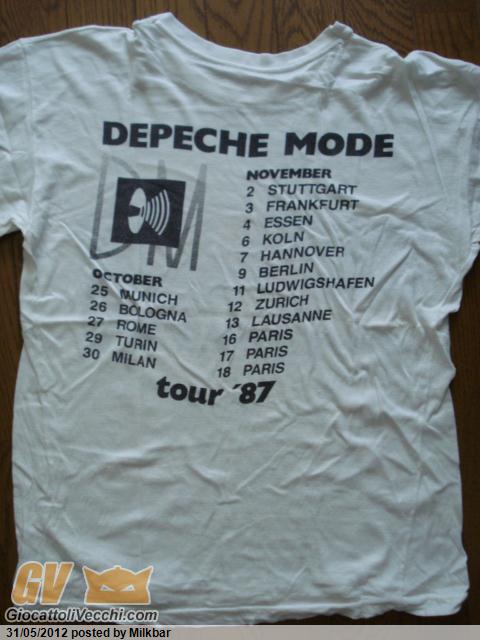 DEPECHE MODE
DM
OCTOBER
25 MUNICH
26 BOLOGNA
27 ROME
29 TURIN
30 MILAN
NOVEMBER
2 STUTTGART
3 FRANKFURT
4 ESSEN
6 KOLN
7 HANNOVER
9 BERLIN
11 LUDWIGSHAFEN
12 ZURICH
13 LAUSANNE
16 PARIS
17 PARIS
18 PARIS
tour '87
GV
GiocattoliVecchi.com
31/05/2012 posted by Milkbar